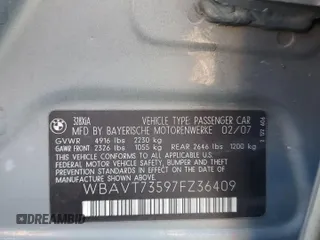 328XiA
VEHICLE TYPE: PASSENGER CAR
MFD BY BAYERISCHE MOTORENWERKE 02/07
GVWR 4916 lbs 2230 kg
GAWR FRONT 2326 lbs 1055 kg REAR 2646 lbs 1200 kg
THIS VEHICLE CONFORMS TO ALL APPLICABLE
FEDERAL MOTOR VEHICLE SAFETY, BUMPER,
AND THEFT PREVENTION STANDARDS IN EFFECT
ON THE DATE OF MANUFACTURE SHOWN ABOVE.
WBAVT73597FZ36409